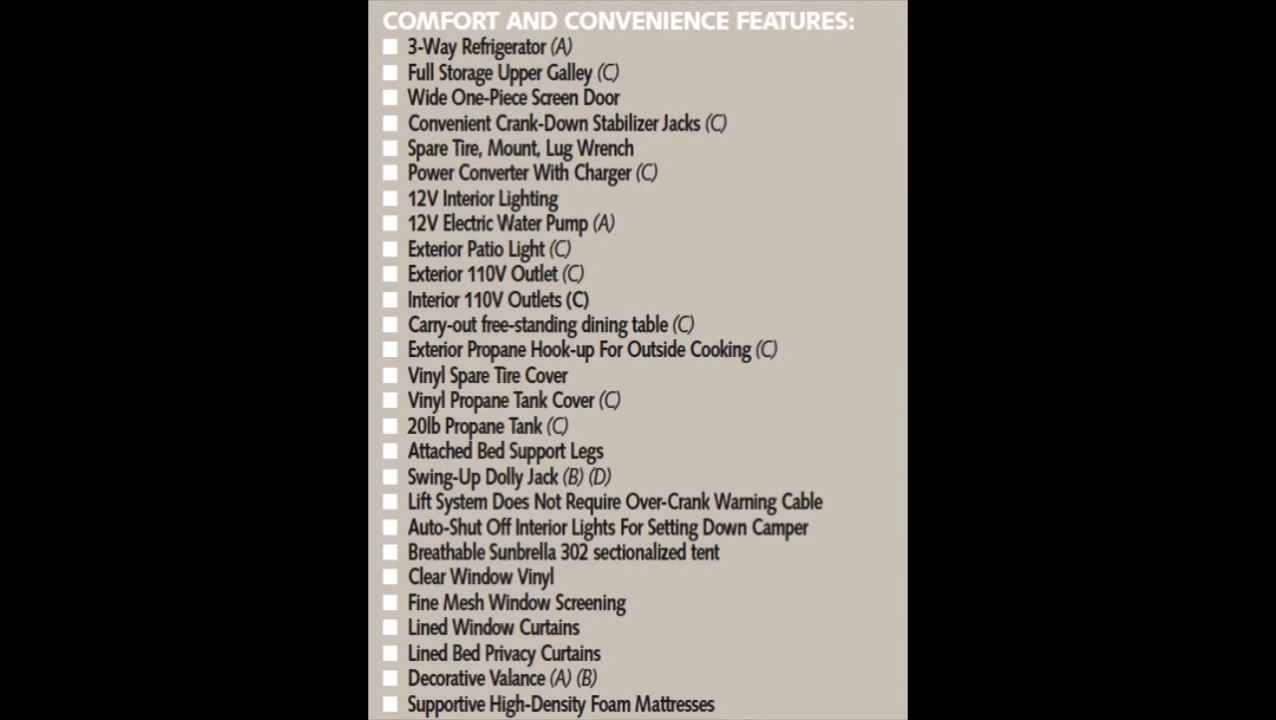 COMFORT AND CONVENIENCE FEATURES:
3-Way Refrigerator (A)
Full Storage Upper Galley (C)
Wide One-Piece Screen Door
Convenient Crank-Down Stabilizer Jacks (C)
Spare Tire, Mount, Lug Wrench
Power Converter With Charger (C)
12V Interior Lighting
12V Electric Water Pump (A)
Exterior Patio Light (C)
Exterior 110V Outlet (C)
Interior 110V Outlets (C)
Carry-out free-standing dining table (C)
Exterior Propane Hook-up For Outside Cooking (C)
Vinyl Spare Tire Cover
Vinyl Propane Tank Cover (C)
20lb Propane Tank (C)
Attached Bed Support Legs
Swing-Up Dolly Jack (B) (D)
Lift System Does Not Require Over-Crank Warning Cable
Auto-Shut Off Interior Lights For Setting Down Camper
Breathable Sunbrella 302 sectionalized tent
Clear Window Vinyl
Fine Mesh Window Screening
Lined Window Curtains
Lined Bed Privacy Curtains
Decorative Valance (A) (B)
Supportive High-Density Foam Mattresses